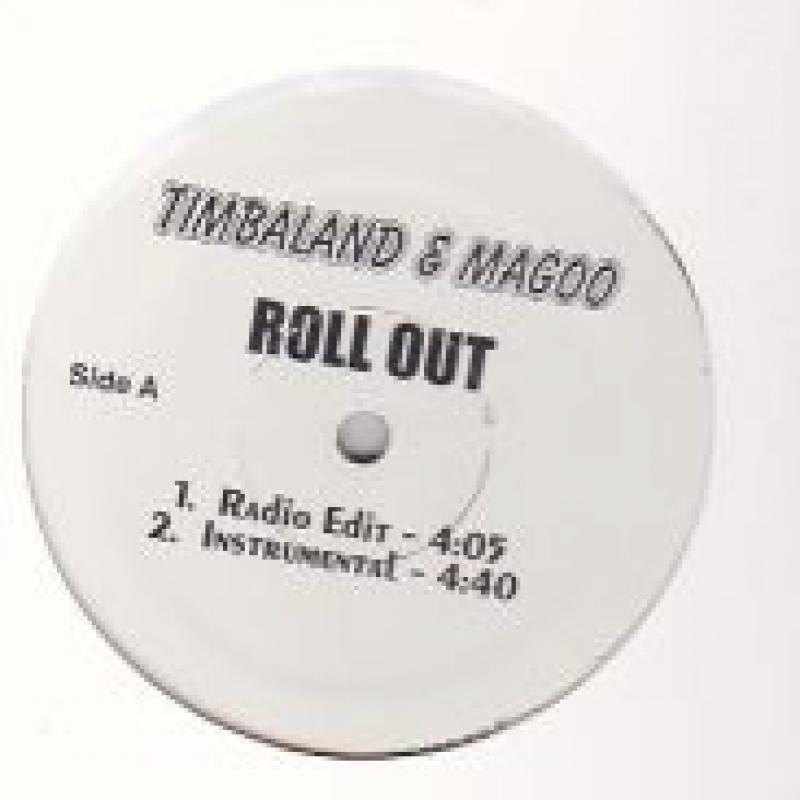 TIMBALAND & MAGOO
ROLL OUT
Side A
1. Radio Edit - 4:05
2. Instrumental - 4:40